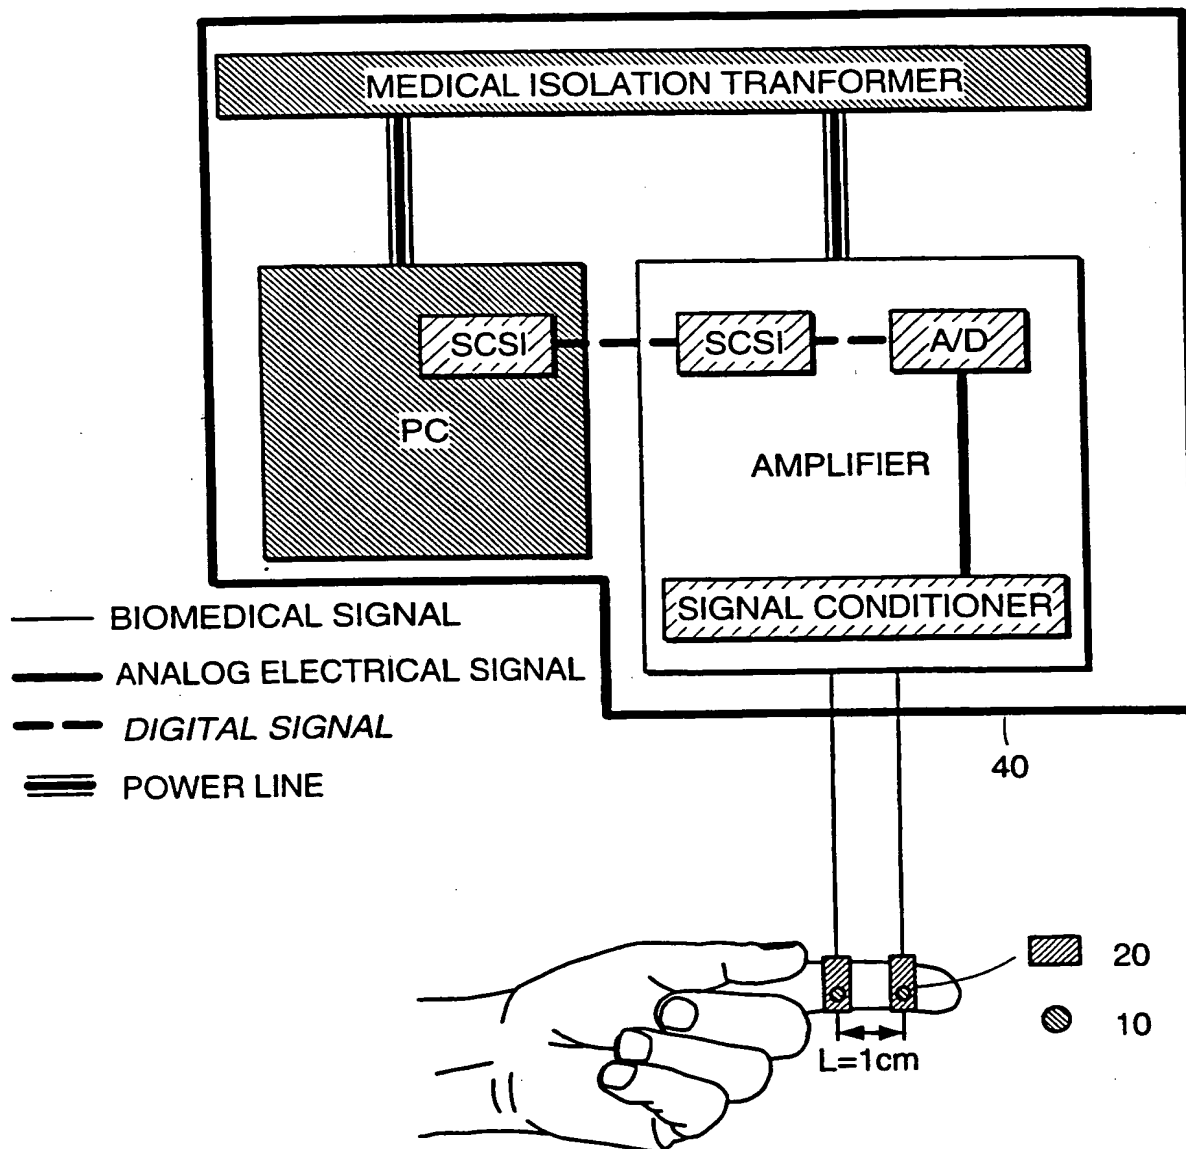 MEDICAL ISOLATION TRANFORMER
SCSI
SCSI
A/D
PC
AMPLIFIER
SIGNAL CONDITIONER
BIOMEDICAL SIGNAL
ANALOG ELECTRICAL SIGNAL
DIGITAL SIGNAL
POWER LINE
40
20
10
L=1cm